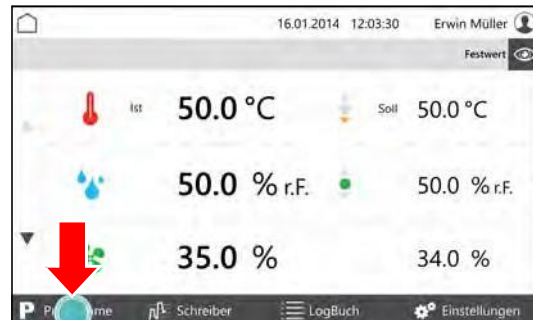 16.01.2014 12:03:30 Erwin Müller
Festwert
Ist 50.0 °C Soll 50.0 °C
50.0 % r.F. 50.0 % r.F.
35.0 % 34.0 %
P Schreiber LogBuch Einstellungen